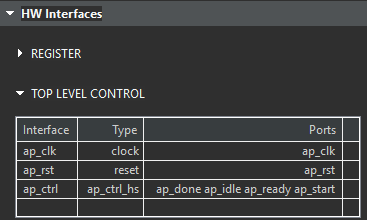 HW Interfaces
REGISTER
TOP LEVEL CONTROL
Interface Type Ports
ap_clk clock ap_clk
ap_rst reset ap_rst
ap_ctrl ap_ctrl_hs ap_done ap_idle ap_ready ap_start